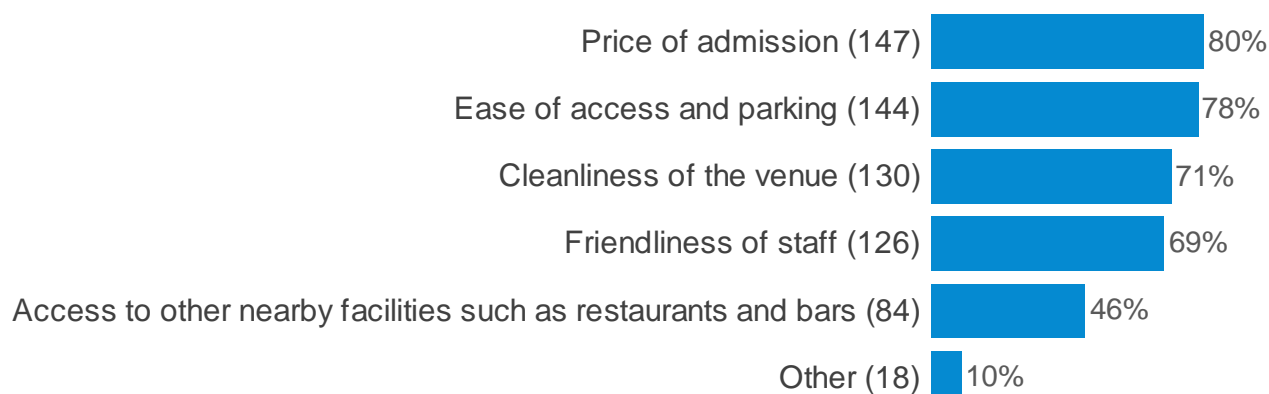 Price of admission (147) 80%
Ease of access and parking (144) 78%
Cleanliness of the venue (130) 71%
Friendliness of staff (126) 69%
Access to other nearby facilities such as restaurants and bars (84) 46%
Other (18) 10%